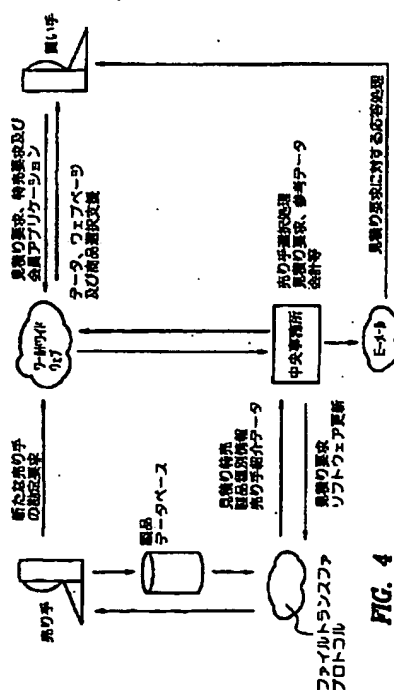 買い手
見積り要求、特売要求及び
会員アプリケーション
データ、ウェブページ
及び商品選択支援
ワールドワイド
ウェブ
新たな売り手
の勘定要求
売り手
製品
データベース
売り手選択処理
見積り要求、参考データ
会計等
中央事務所
見積り要求に対する応答処理
E-メール
見積り特売
製品種別情報
売り手紹介データ
見積り要求
ソフトウェア更新
ファイルトランスファ
プロトコル
FIG. 4